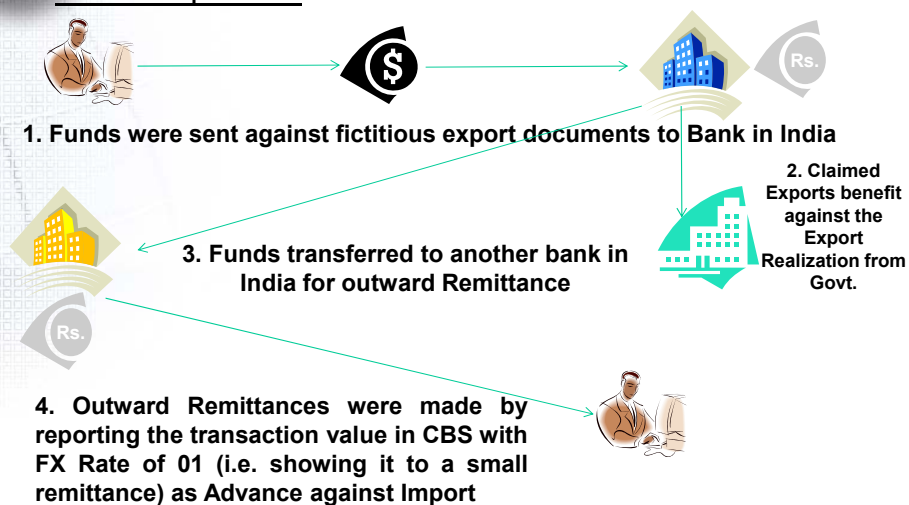 $
Rs.
1. Funds were sent against fictitious export documents to Bank in India
2. Claimed
Exports benefit
against the
Export
Realization from
Govt.
3. Funds transferred to another bank in
India for outward Remittance
Rs.
4. Outward Remittances were made by
reporting the transaction value in CBS with
FX Rate of 01 (i.e. showing it to a small
remittance) as Advance against Import